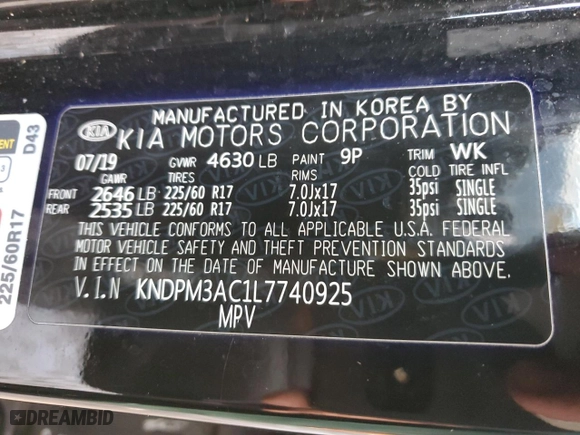 MANUFACTURED IN KOREA BY
KIA KIA MOTORS CORPORATION
07/19 GVWR 4630 LB PAINT 9P TRIM WK
GAWR TIRES RIMS COLD TIRE INFL
FRONT 2646 LB 225/60 R17 7.0Jx17 35psi SINGLE
REAR 2535 LB 225/60 R17 7.0Jx17 35psi SINGLE
THIS VEHICLE CONFORMS TO ALL APPLICABLE U.S.A. FEDERAL
MOTOR VEHICLE SAFETY AND THEFT PREVENTION STANDARDS
IN EFFECT ON THE DATE OF MANUFACTURE SHOWN ABOVE.
V.I.N KNDPM3AC1L7740925
MPV
D43
225/60R17
DREAMBID